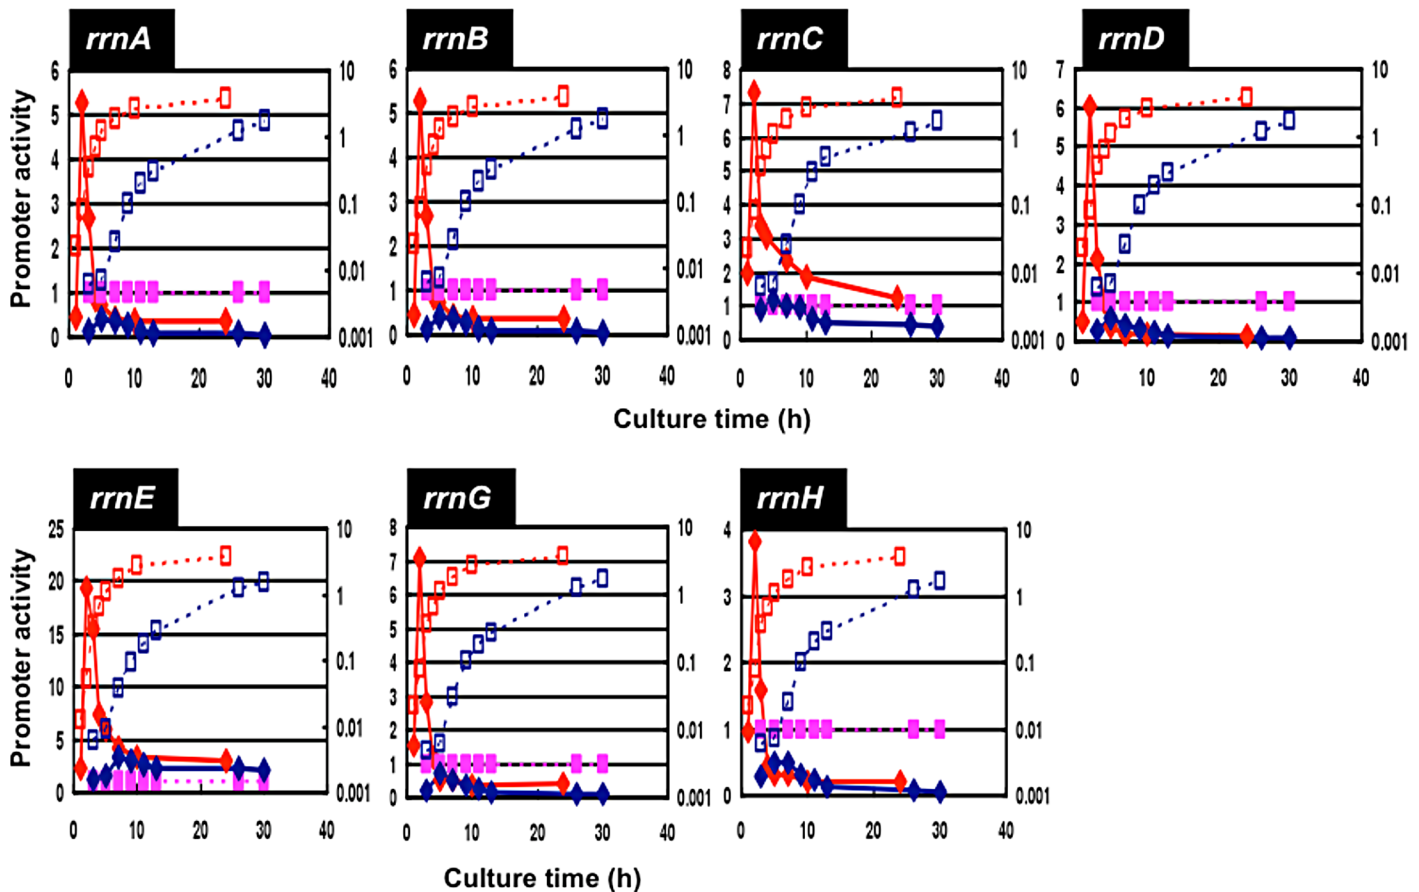 rrnA rrnB rrnC rrnD
6 10 6 10 8 10 7 10
5 5 7 6
1 1 6 1 5 1
4 4 5 4
3 0.1 3 0.1 4 0.1 0.1
3 3
2 0.01 2 0.01 2 0.01 2 0.01
1 1 1 1
0 0.001 0 0.001 0 0.001 0 0.001
0 10 20 30 40 0 10 20 30 40 0 10 20 30 40 0 10 20 30 40
Promoter activity
Culture time (h)
rrnE rrnG rrnH
25 10 8 10 4 10
20 7
1 6 1 3 1
15 5
0.1 4 0.1 2 0.1
10 3
0.01 2 0.01 1 0.01
5 1
0 0.001 0 0.001 0 0.001
0 10 20 30 40 0 10 20 30 40 0 10 20 30 40
Promoter activity
Culture time (h)